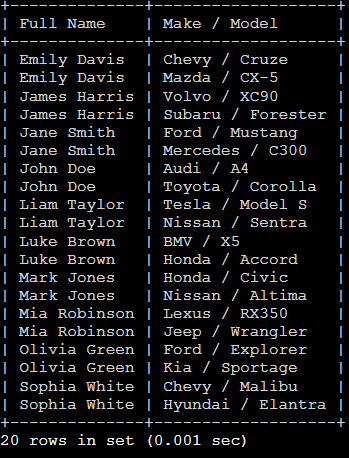 +--------------+-------------------+
| Full Name    | Make / Model      |
+--------------+-------------------+
| Emily Davis  | Chevy / Cruze     |
| Emily Davis  | Mazda / CX-5      |
| James Harris | Volvo / XC90      |
| James Harris | Subaru / Forester |
| Jane Smith   | Ford / Mustang    |
| Jane Smith   | Mercedes / C300   |
| John Doe     | Audi / A4         |
| John Doe     | Toyota / Corolla  |
| Liam Taylor  | Tesla / Model S   |
| Liam Taylor  | Nissan / Sentra   |
| Luke Brown   | BMV / X5          |
| Luke Brown   | Honda / Accord    |
| Mark Jones   | Honda / Civic     |
| Mark Jones   | Nissan / Altima   |
| Mia Robinson | Lexus / RX350     |
| Mia Robinson | Jeep / Wrangler   |
| Olivia Green | Ford / Explorer   |
| Olivia Green | Kia / Sportage    |
| Sophia White | Chevy / Malibu    |
| Sophia White | Hyundai / Elantra |
+--------------+-------------------+
20 rows in set (0.001 sec)